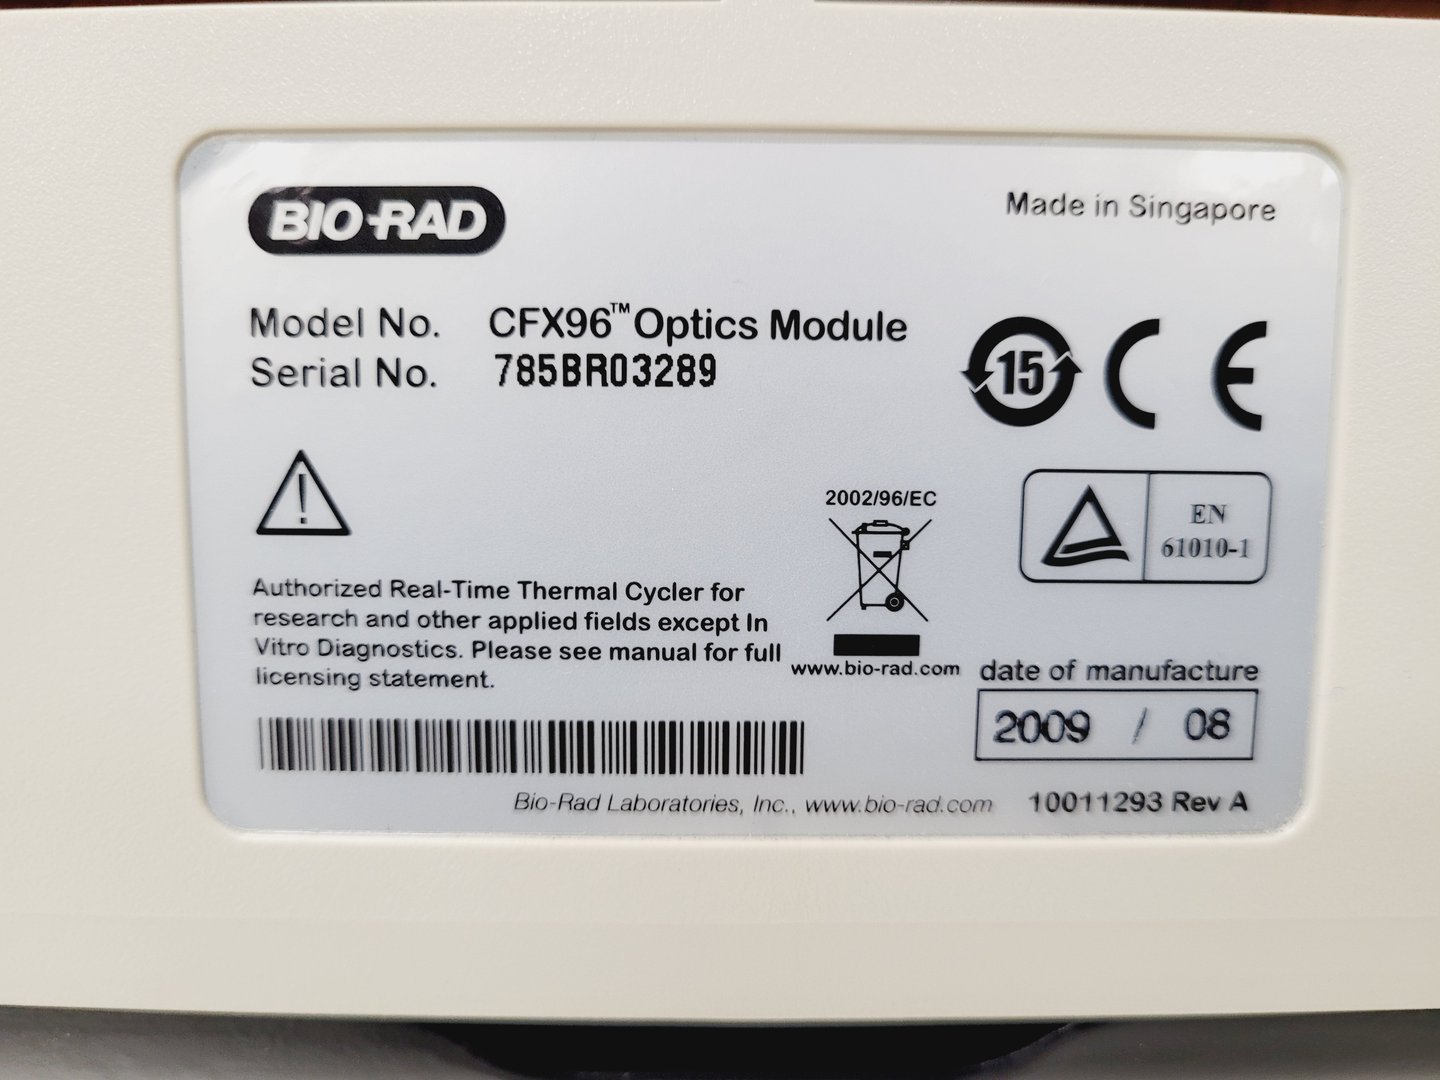 BIO-RAD
Made in Singapore
Model No. CFX96™ Optics Module
Serial No. 785BR03289
15
CE
2002/96/EC
EN
61010-1
Authorized Real-Time Thermal Cycler for
research and other applied fields except In
Vitro Diagnostics. Please see manual for full
licensing statement.
www.bio-rad.com
date of manufacture
2009 / 08
Bio-Rad Laboratories, Inc., www.bio-rad.com
10011293 Rev A